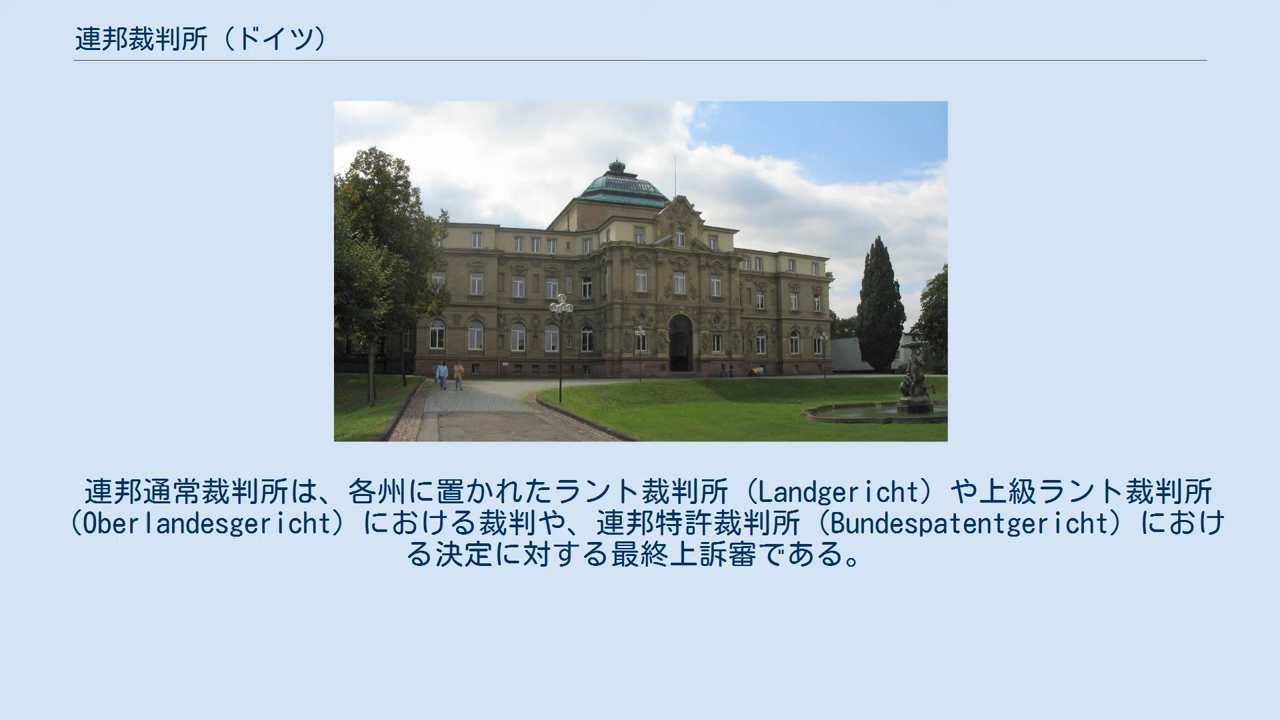 連邦裁判所（ドイツ）
連邦通常裁判所は、各州に置かれたラント裁判所（Landgericht）や上級ラント裁判所
（Oberlandesgericht）における裁判や、連邦特許裁判所（Bundespatentgericht）におけ
る決定に対する最終上訴審である。